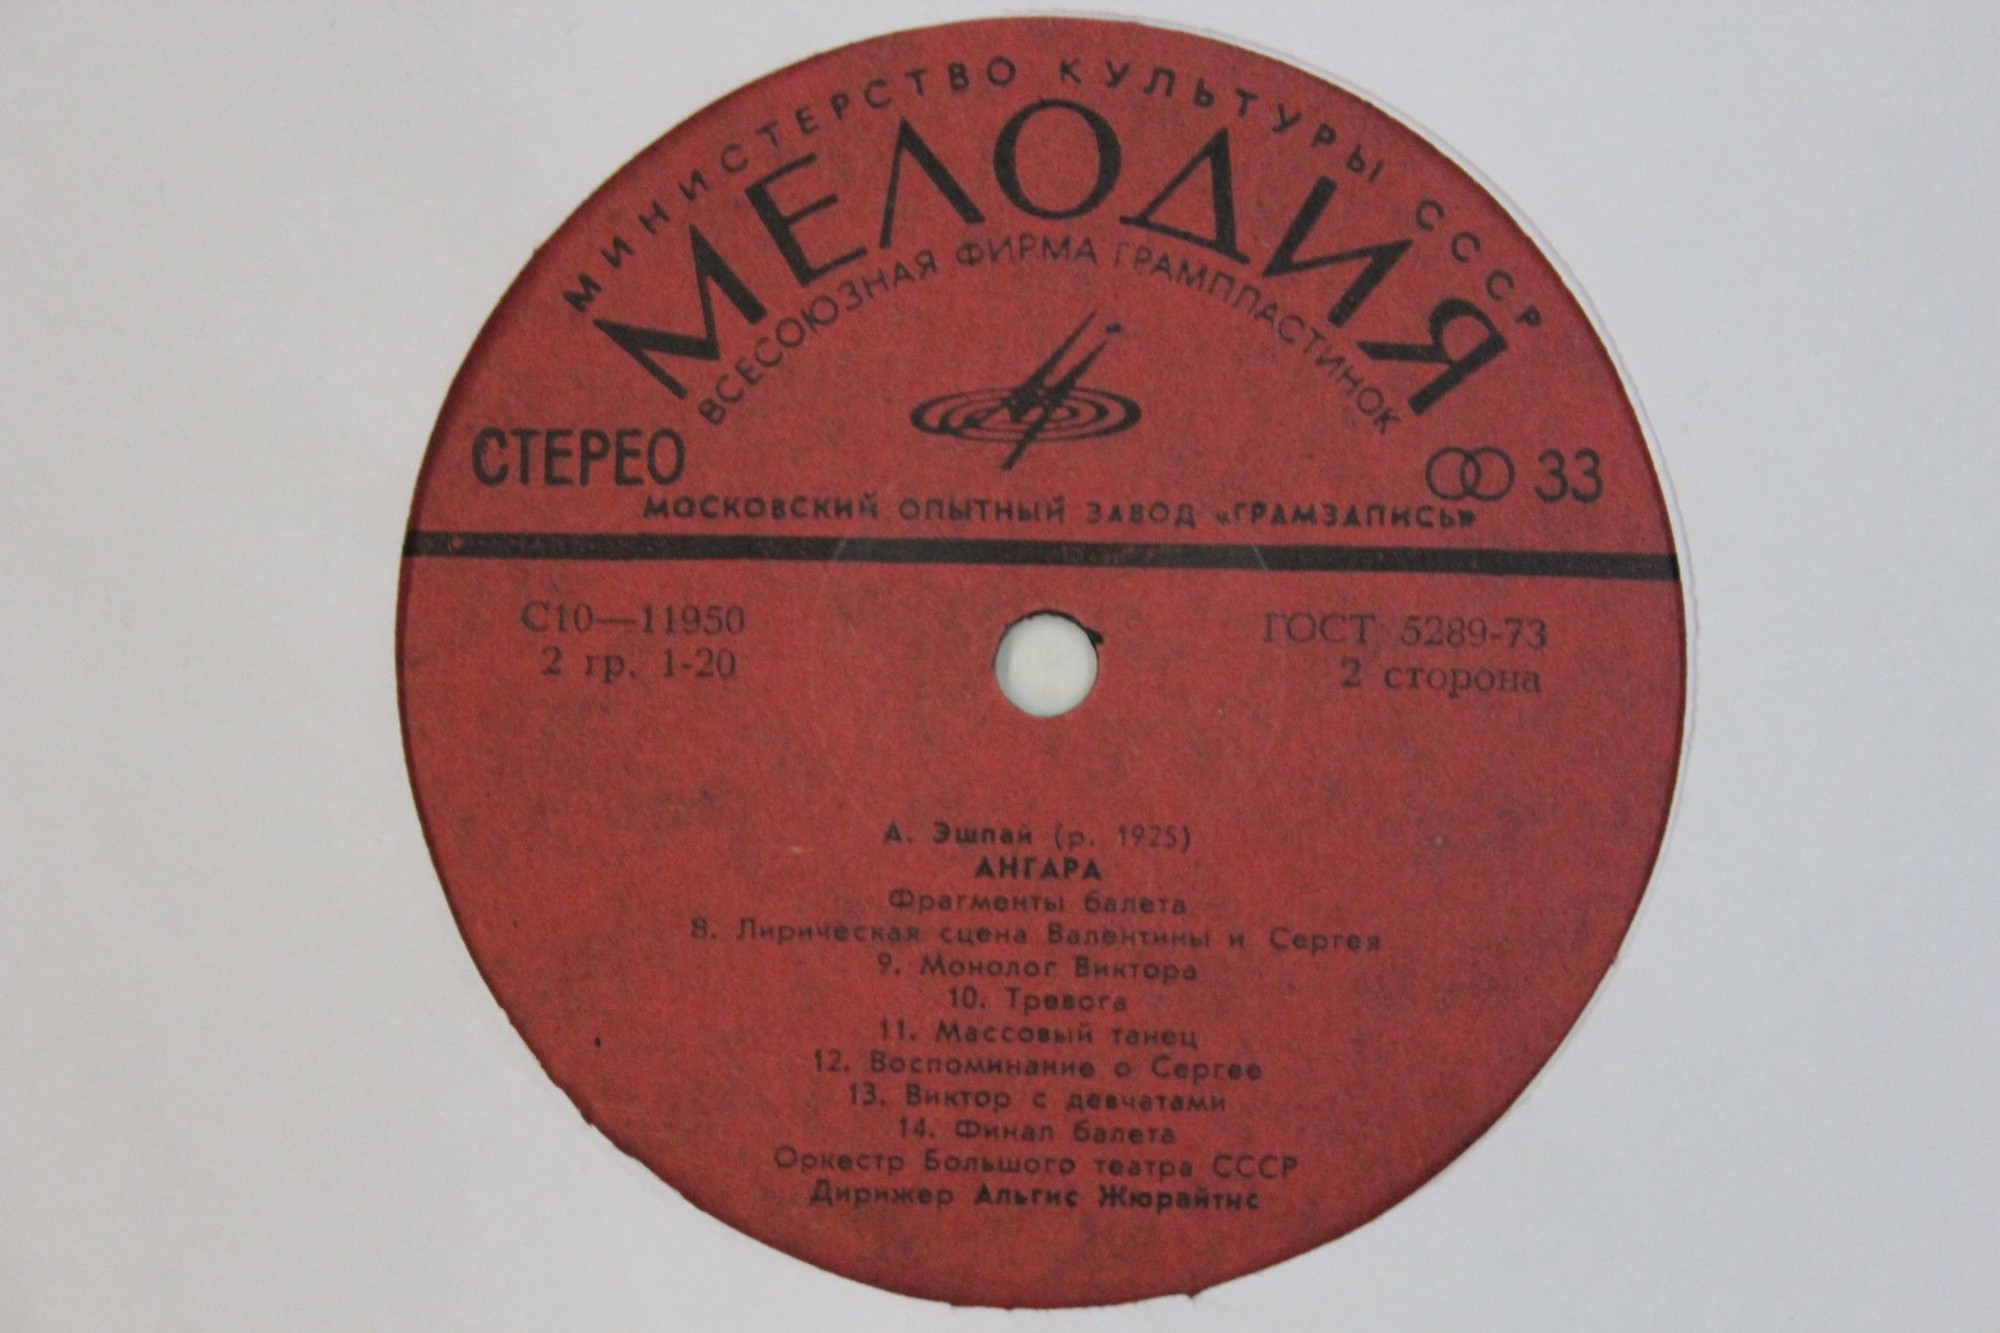 МИНИСТЕРСТВО КУЛЬТУРЫ СССР
МЕЛОДИЯ
ВСЕСОЮЗНАЯ ФИРМА ГРАМПЛАСТИНОК
СТЕРЕО
33
МОСКОВСКИЙ ОПЫТНЫЙ ЗАВОД «ГРАМЗАПИСЬ»
С10—11950
2 гр. 1-20
ГОСТ 5289-73
2 сторона
А. Эшпай (р. 1925)
АНГАРА
Фрагменты балета
8. Лирическая сцена Валентины и Сергея
9. Монолог Виктора
10. Тревога
11. Массовый танец
12. Воспоминание о Сергее
13. Виктор с девчатами
14. Финал балета
Оркестр Большого театра СССР
Дирижер Альгис Жюрайтис